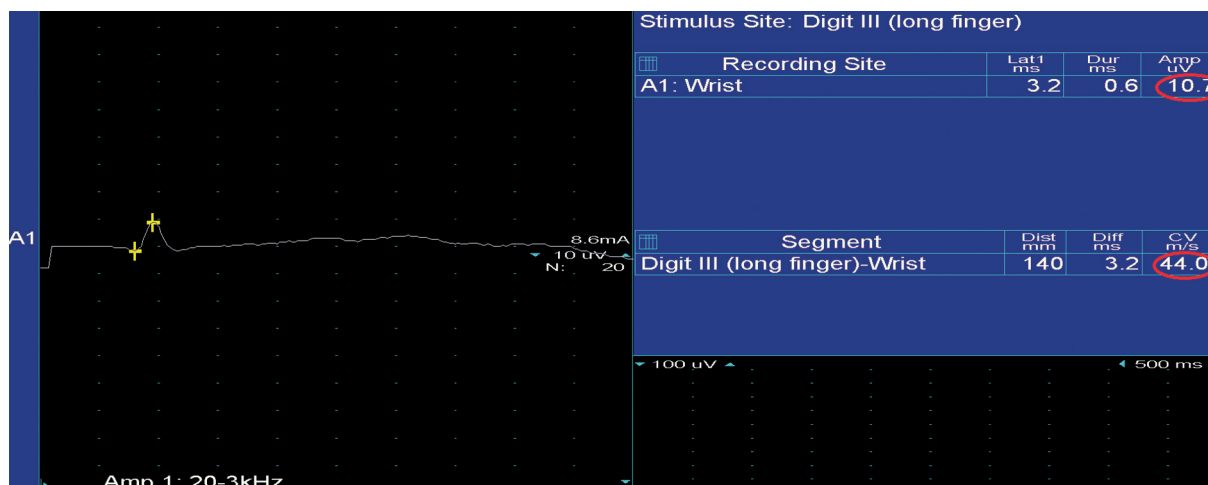 Stimulus Site: Digit III (long finger)
Recording Site Lat1 ms Dur ms Amp uV
A1: Wrist 3.2 0.6 10.7
A1
8.6mA
10 uV
N: 20
Segment Dist mm Diff ms CV m/s
Digit III (long finger)-Wrist 140 3.2 44.0
100 uV 500 ms
Amp 1: 20-3kHz